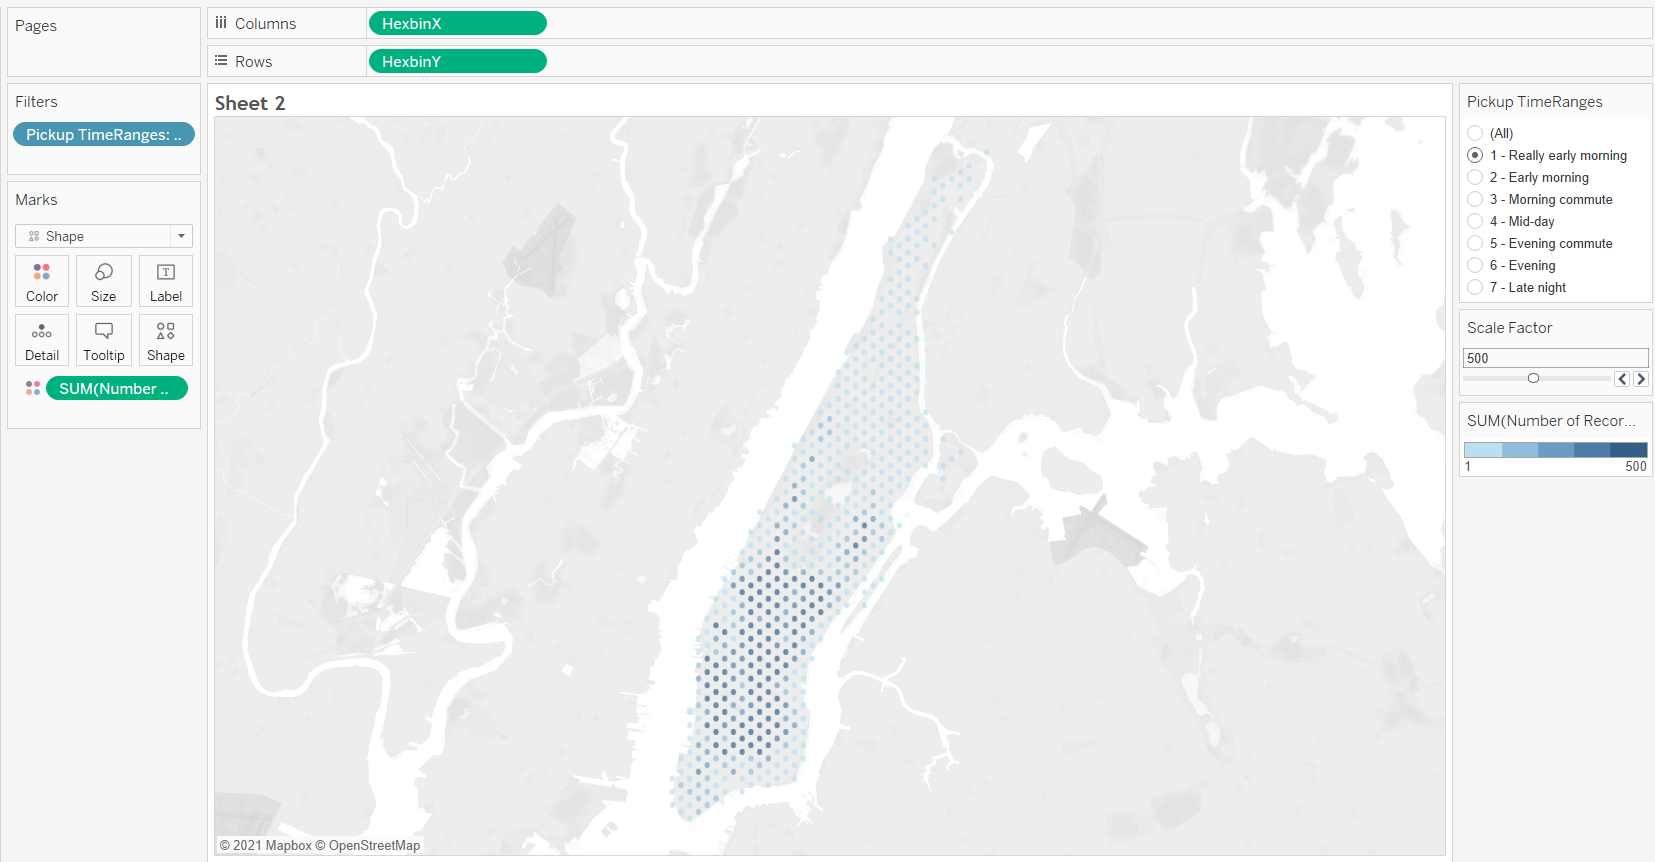 Pages
Columns
HexbinX
Rows
HexbinY
Filters
Pickup TimeRanges: ..
Marks
Shape
Color
Size
Label
Detail
Tooltip
Shape
SUM(Number ..
Sheet 2
© 2021 Mapbox © OpenStreetMap
Pickup TimeRanges
(All)
1 - Really early morning
2 - Early morning
3 - Morning commute
4 - Mid-day
5 - Evening commute
6 - Evening
7 - Late night
Scale Factor
500
SUM(Number of Recor...
1 500